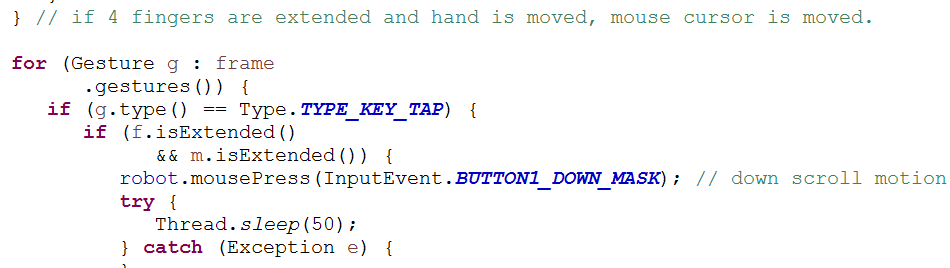 } // if 4 fingers are extended and hand is moved, mouse cursor is moved.
for (Gesture g : frame
.gestures()) {
if (g.type() == Type.TYPE_KEY_TAP) {
if (f.isExtended()
&& m.isExtended()) {
robot.mousePress(InputEvent.BUTTON1_DOWN_MASK); // down scroll motion
try {
Thread.sleep(50);
} catch (Exception e) {